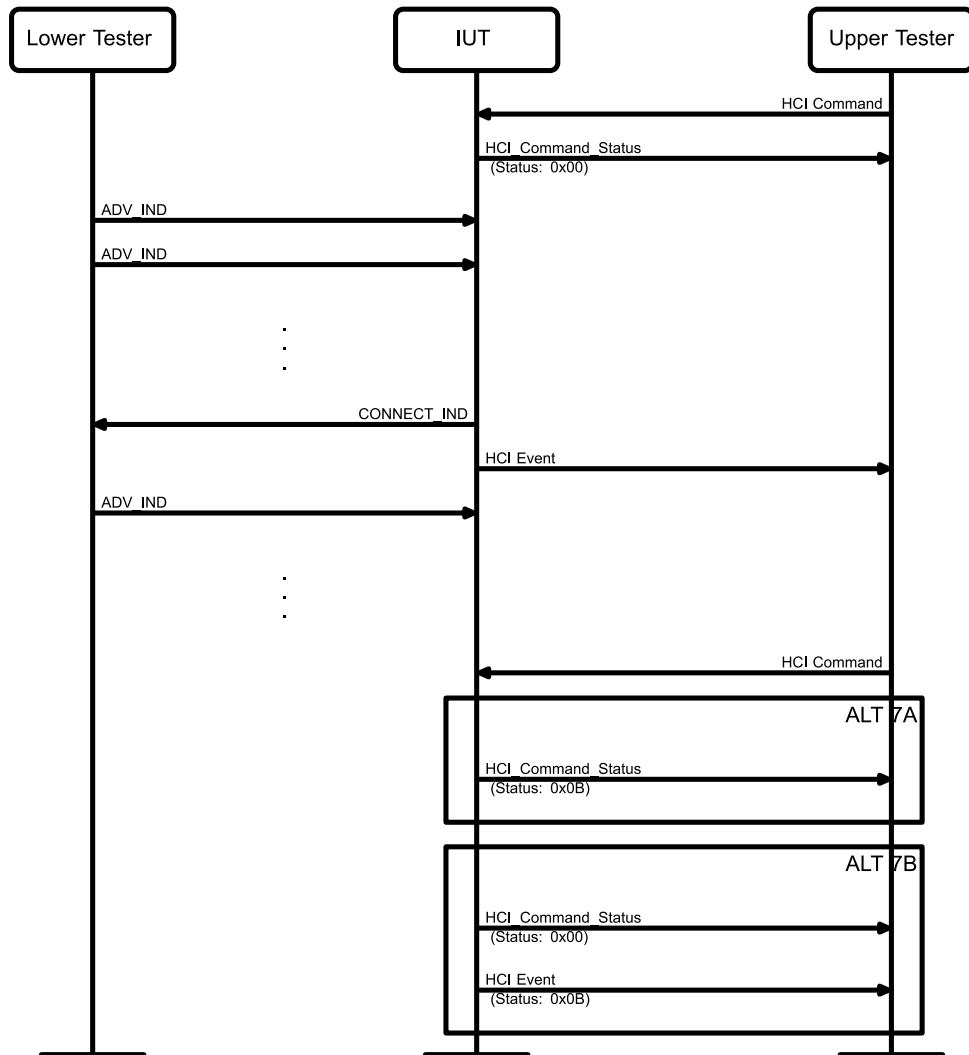 Lower Tester
IUT
Upper Tester
HCI Command
HCI_Command_Status
(Status: 0x00)
ADV_IND
ADV_IND
.
.
.
CONNECT_IND
HCI Event
ADV_IND
.
.
.
HCI Command
ALT 7A
HCI_Command_Status
(Status: 0x0B)
ALT 7B
HCI_Command_Status
(Status: 0x00)
HCI Event
(Status: 0x0B)